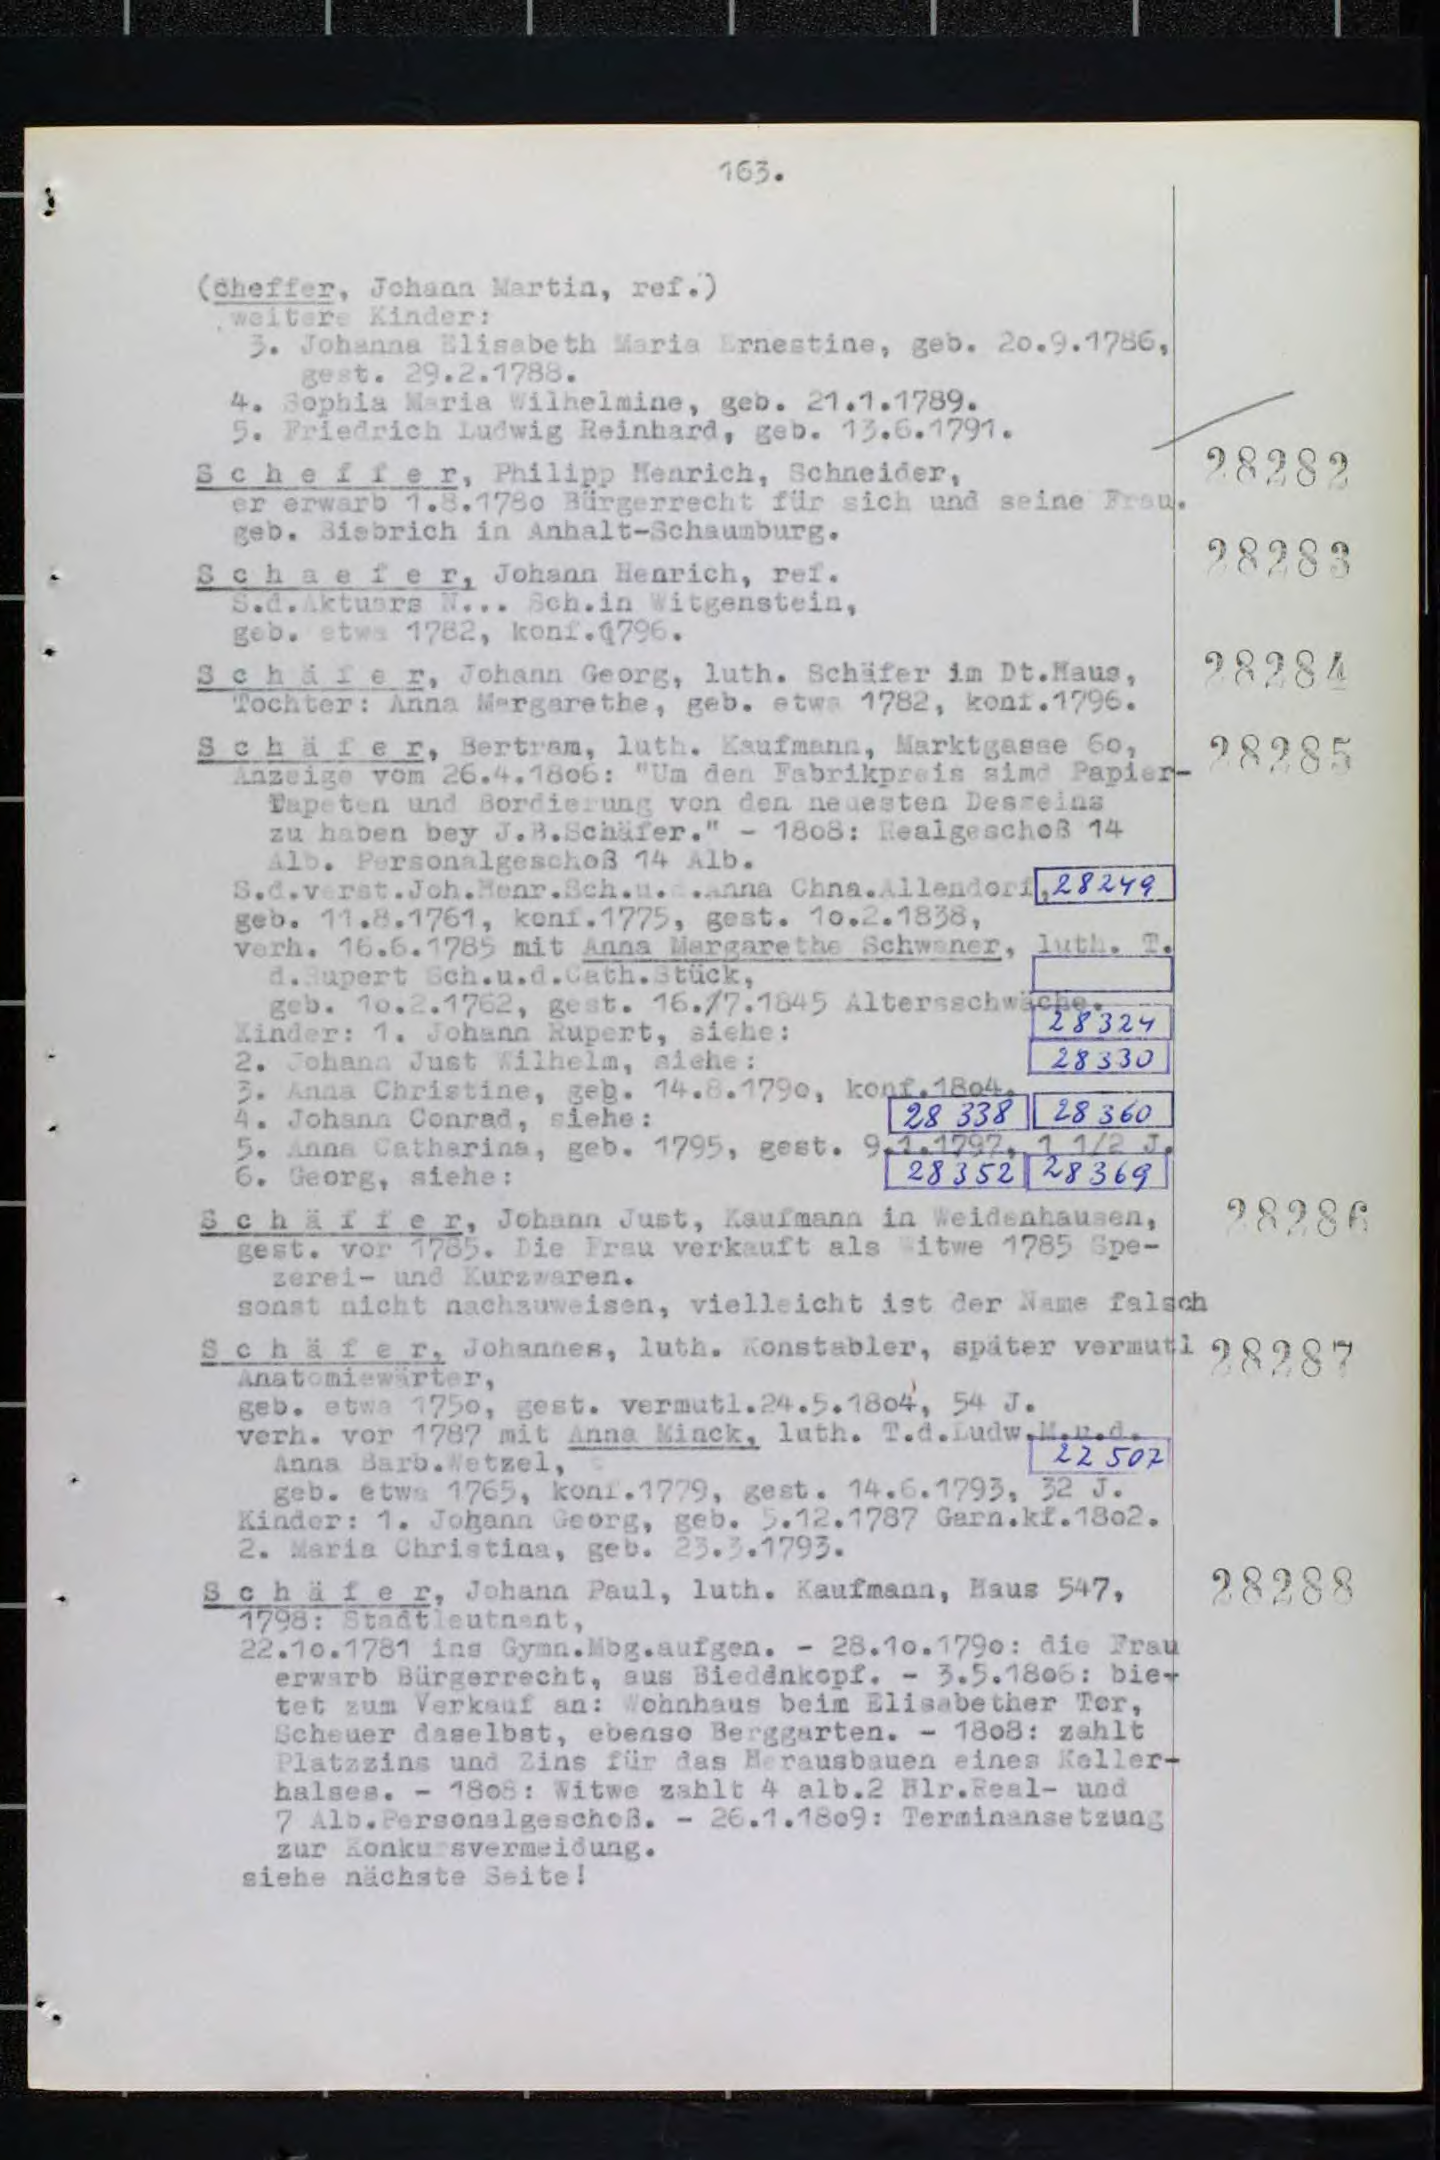 163.
(cheffer, Johann Martin, ref.)
weitere Kinder:
3. Johanna Elisabeth Maria Ernestine, geb. 20.9.1786,
gest. 29.2.1788.
4. Sophia Maria Wilhelmine, geb. 21.1.1789.
5. Friedrich Ludwig Reinhard, geb. 13.6.1791.
S c h e f f e r, Philipp Henrich, Schneider, 28282
er erwarb 1.8.1780 Bürgerrecht für sich und seine Frau.
geb. Biebrich in Anhalt-Schaumburg.
S c h a e f e r, Johann Henrich, ref. 28283
S.d.Aktuars N... Sch.in Witgenstein,
geb. etwa 1782, konf.1796.
S c h ä f e r, Johann Georg, luth. Schäfer im Dt.Haus, 28284
Tochter: Anna Margarethe, geb. etwa 1782, konf.1796.
S c h ä f e r, Bertram, luth. Kaufmann, Marktgasse 60, 28285
Anzeige vom 26.4.1806: "Um den Fabrikpreis simd Papier-
Tapeten und Bordierung von den neuesten Desseins
zu haben bey J.B.Schäfer." - 1808: Realgeschoß 14
Alb. Personalgeschoß 14 Alb.
S.d.verst.Joh.Henr.Sch.u.d.Anna Chna.Allendorf, 28249
geb. 11.8.1761, konf.1775, gest. 10.2.1838,
verh. 16.6.1785 mit Anna Margarethe Schwaner, luth. T.
d.Rupert Sch.u.d.Cath.Stück,
geb. 10.2.1762, gest. 16./7.1845 Altersschwäche.
Kinder: 1. Johann Rupert, siehe: 28324
2. Johann Just Wilhelm, siehe: 28330
3. Anna Christine, geb. 14.8.1790, konf.1804.
4. Johann Conrad, siehe: 28338 28360
5. Anna Catharina, geb. 1795, gest. 9.1.1797, 1 1/2 J.
6. Georg, siehe: 28352 28369
S c h ä f f e r, Johann Just, Kaufmann in Weidenhausen, 28286
gest. vor 1785. Die Frau verkauft als Witwe 1785 Spe-
zerei- und Kurzwaren.
sonst nicht nachzuweisen, vielleicht ist der Name falsch
S c h ä f e r, Johannes, luth. Konstabler, später vermutl 28287
Anatomiewärter,
geb. etwa 1750, gest. vermutl.24.5.1804, 54 J.
verh. vor 1787 mit Anna Minck, luth. T.d.Ludw.M.u.d.
Anna Barb.Wetzel, 22507
geb. etwa 1765, konf.1779, gest. 14.6.1793, 32 J.
Kinder: 1. Johann Georg, geb. 5.12.1787 Garn.kf.1802.
2. Maria Christina, geb. 23.3.1793.
S c h ä f e r, Johann Paul, luth. Kaufmann, Haus 547, 28288
1798: Stadtleutnant,
22.10.1781 ins Gymn.Mbg.aufgen. - 28.10.1790: die Frau
erwarb Bürgerrecht, aus Biedenkopf. - 3.5.1806: bie-
tet zum Verkauf an: Wohnhaus beim Elisabether Tor,
Scheuer daselbst, ebenso Berggarten. - 1808: zahlt
Platzzins und Zins für das Herausbauen eines Keller-
halses. - 1808: Witwe zahlt 4 alb.2 Hlr.Real- und
7 Alb.Personalgeschoß. - 26.1.1809: Terminansetzung
zur Konkursvermeidung.
siehe nächste Seite!